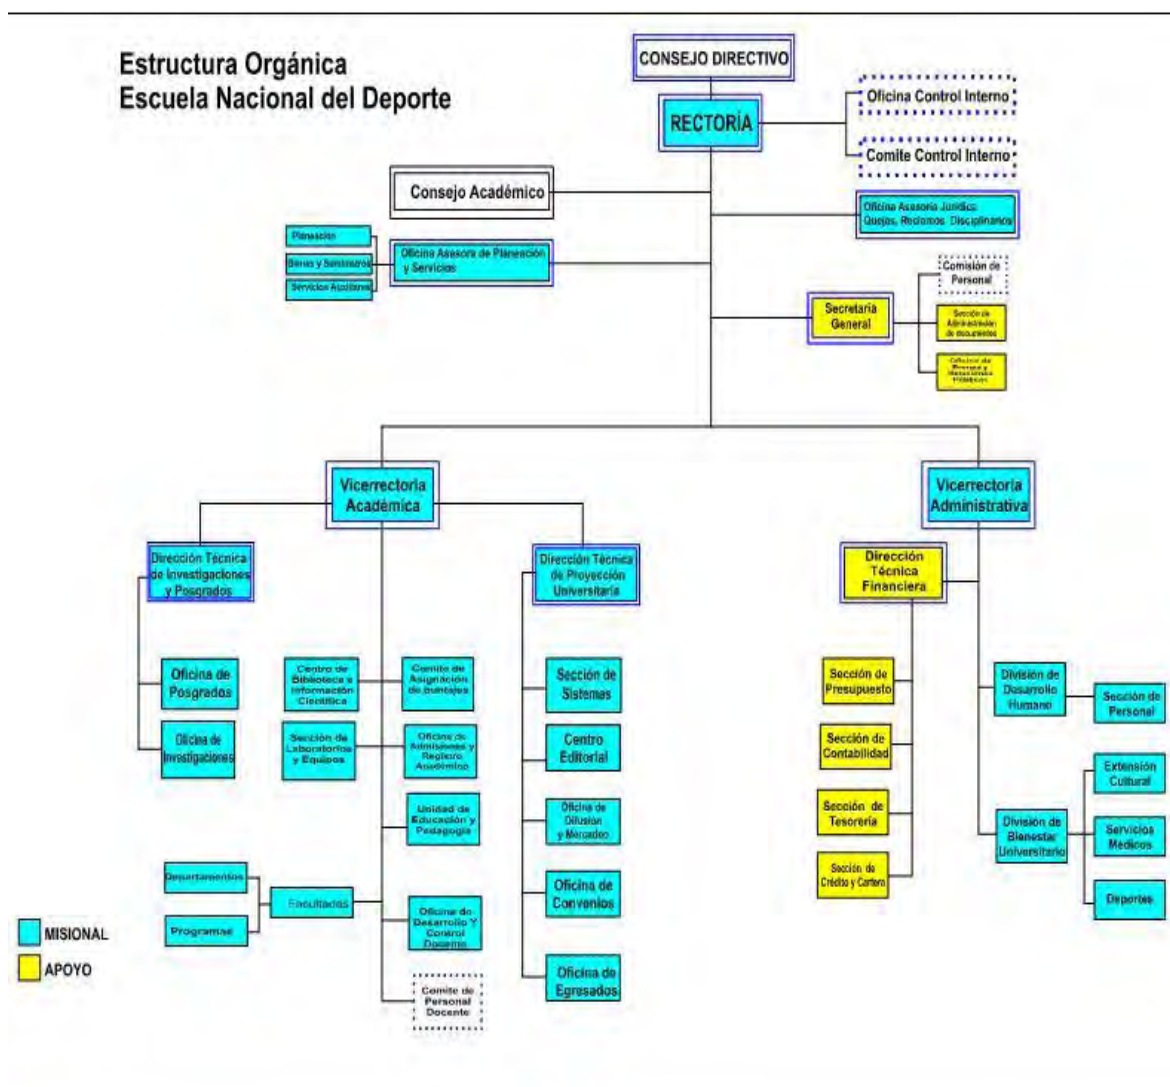 Estructura Orgánica
Escuela Nacional del Deporte
CONSEJO DIRECTIVO
RECTORÍA
Oficina Control Interno
Comite Control Interno
Consejo Académico
Oficina Asesoría Jurídica
Quejas, Reclamos Disciplinarios
Planeación
Servicios Auxiliares
Oficina Asesora de Planeación
y Servicios
Comisión de
Personal
Secretaria
General
Sección de
Administración
de documentos
Vicerrectoria
Académica
Vicerrectoría
Administrativa
Dirección Técnica
de Investigaciones
y Posgrados
Dirección Técnica
de Proyección
Universitaria
Dirección
Técnica
Financiera
Oficina de
Posgrados
Oficina de
Investigaciones
Centro de
Biblioteca e
Información
Científica
Comite de
Asignación
de puntajes
Sección de
Laboratorios
y Equipos
Oficina de
Admisiones y
Registro
Académico
Unidad de
Educación y
Pedagogía
Departamentos
Programas
Facultades
Oficina de
Desarrollo Y
Control
Docente
Comite de
Personal
Docente
Sección de
Sistemas
Centro
Editorial
Oficina de
Difusión
y Mercadeo
Oficina de
Convenios
Oficina de
Egresados
Sección de
Presupuesto
Sección de
Contabilidad
Sección de
Tesorería
Sección de
Crédito y Cartera
División de
Desarrollo
Humano
Sección de
Personal
División de
Bienestar
Universitario
Extensión
Cultural
Servicios
Médicos
Deportes
MISIONAL
APOYO